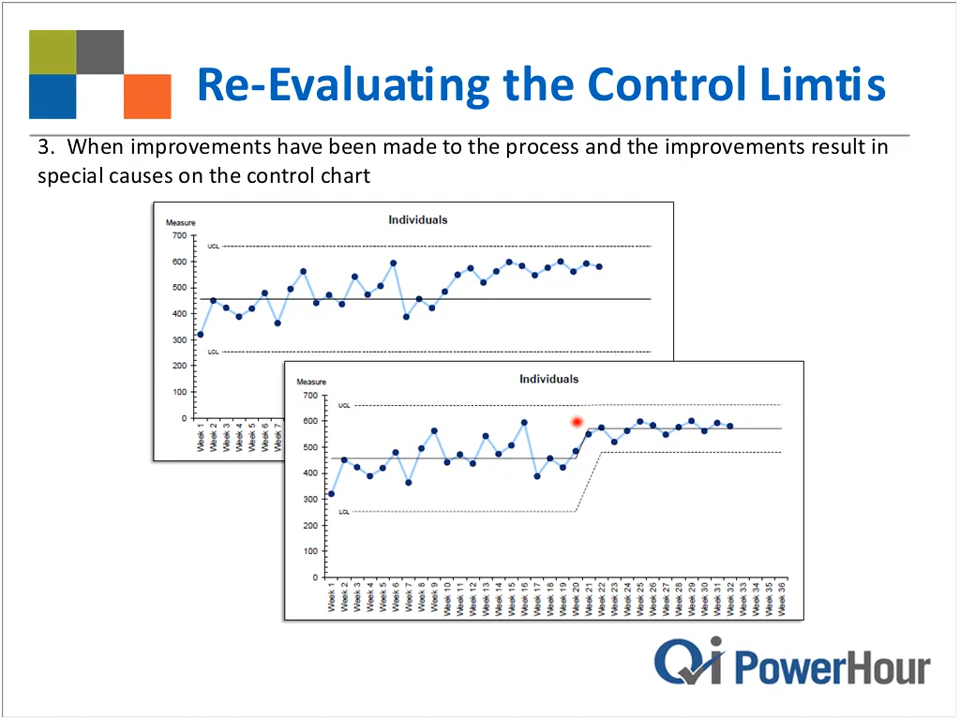 Re-Evaluating the Control Limtis
3. When improvements have been made to the process and the improvements result in
special causes on the control chart
Individuals
Measure
700
UCL
600
500
400
300
LCL
200
100
0
Week 1
Week 2
Week 3
Week 4
Week 5
Week 6
Week 7
Individuals
Measure
700
UCL
600
500
400
300
LCL
200
100
0
Week 1
Week 2
Week 3
Week 4
Week 5
Week 6
Week 7
Week 8
Week 9
Week 10
Week 11
Week 12
Week 13
Week 14
Week 15
Week 16
Week 17
Week 18
Week 19
Week 20
Week 21
Week 22
Week 23
Week 24
Week 25
Week 26
Week 27
Week 28
Week 29
Week 30
Week 31
Week 32
Week 33
Week 34
Week 35
Week 36
QI PowerHour